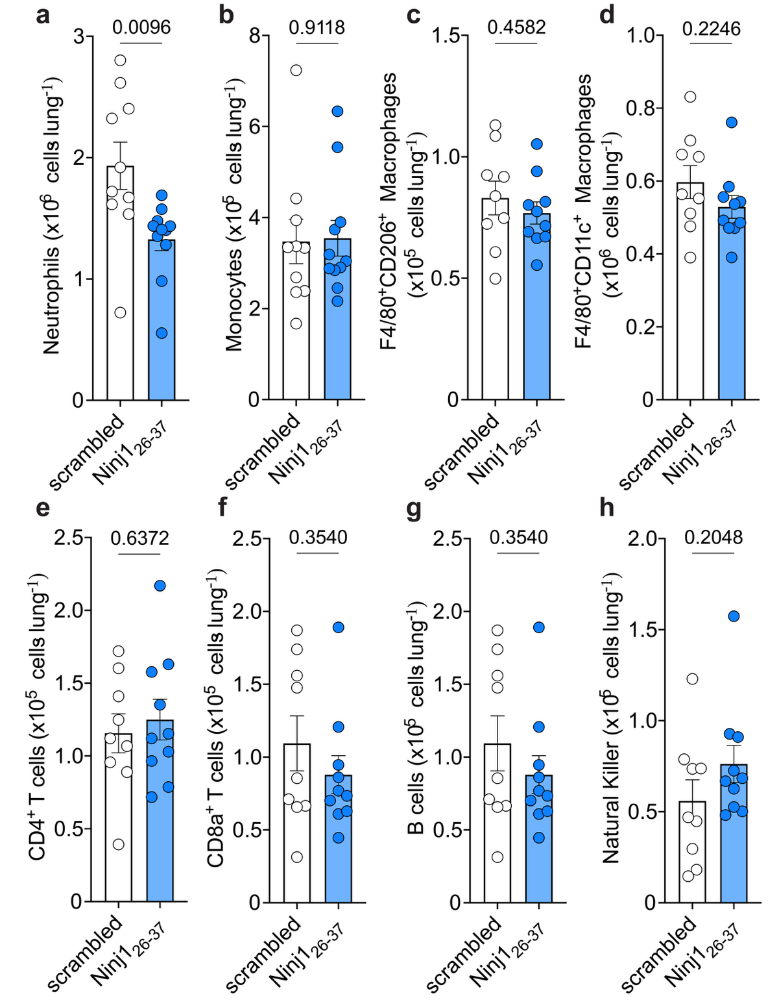 a
0.0096
3
2
1
0
Neutrophils (x10⁶ cells lung⁻¹)
scrambled
Ninj1₂₆₋₃₇
b
0.9118
8
6
4
2
0
Monocytes (x10⁵ cells lung⁻¹)
scrambled
Ninj1₂₆₋₃₇
c
0.4582
1.5
1.0
0.5
0
F4/80⁺CD206⁺ Macrophages
(x10⁵ cells lung⁻¹)
scrambled
Ninj1₂₆₋₃₇
d
0.2246
1.0
0.8
0.6
0.4
0.2
0
F4/80⁺CD11c⁺ Macrophages
(x10⁶ cells lung⁻¹)
scrambled
Ninj1₂₆₋₃₇
e
0.6372
2.5
2.0
1.5
1.0
0.5
0
CD4⁺ T cells (x10⁵ cells lung⁻¹)
scrambled
Ninj1₂₆₋₃₇
f
0.3540
2.5
2.0
1.5
1.0
0.5
0
CD8a⁺ T cells (x10⁵ cells lung⁻¹)
scrambled
Ninj1₂₆₋₃₇
g
0.3540
2.5
2.0
1.5
1.0
0.5
0
B cells (x10⁵ cells lung⁻¹)
scrambled
Ninj1₂₆₋₃₇
h
0.2048
2.0
1.5
1.0
0.5
0
Natural Killer (x10⁵ cells lung⁻¹)
scrambled
Ninj1₂₆₋₃₇